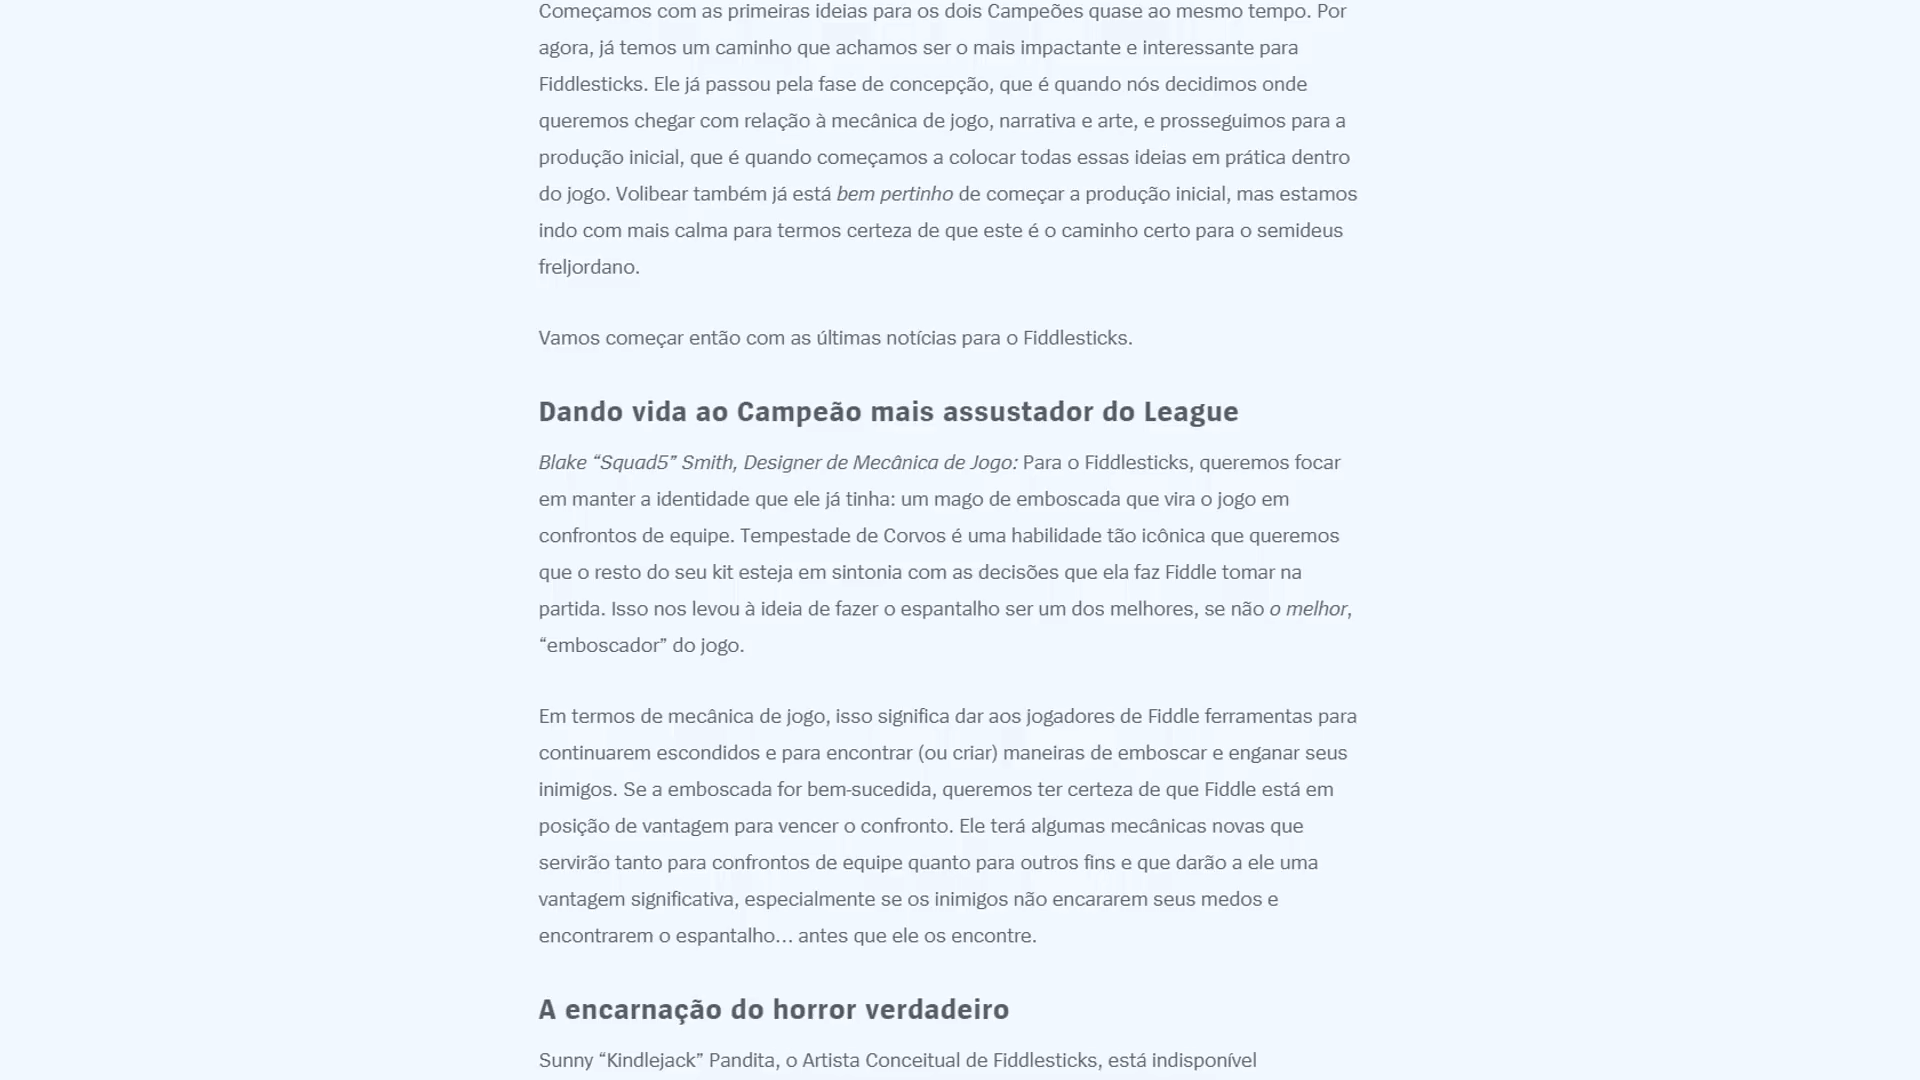 Começamos com as primeiras ideias para os dois Campeões quase ao mesmo tempo. Por
agora, já temos um caminho que achamos ser o mais impactante e interessante para
Fiddlesticks. Ele já passou pela fase de concepção, que é quando nós decidimos onde
queremos chegar com relação à mecânica de jogo, narrativa e arte, e prosseguimos para a
produção inicial, que é quando começamos a colocar todas essas ideias em prática dentro
do jogo. Volibear também já está bem pertinho de começar a produção inicial, mas estamos
indo com mais calma para termos certeza de que este é o caminho certo para o semideus
freljordano.
Vamos começar então com as últimas notícias para o Fiddlesticks.
Dando vida ao Campeão mais assustador do League
Blake “Squad5” Smith, Designer de Mecânica de Jogo: Para o Fiddlesticks, queremos focar
em manter a identidade que ele já tinha: um mago de emboscada que vira o jogo em
confrontos de equipe. Tempestade de Corvos é uma habilidade tão icônica que queremos
que o resto do seu kit esteja em sintonia com as decisões que ela faz Fiddle tomar na
partida. Isso nos levou à ideia de fazer o espantalho ser um dos melhores, se não o melhor,
“emboscador” do jogo.
Em termos de mecânica de jogo, isso significa dar aos jogadores de Fiddle ferramentas para
continuarem escondidos e para encontrar (ou criar) maneiras de emboscar e enganar seus
inimigos. Se a emboscada for bem-sucedida, queremos ter certeza de que Fiddle está em
posição de vantagem para vencer o confronto. Ele terá algumas mecânicas novas que
servirão tanto para confrontos de equipe quanto para outros fins e que darão a ele uma
vantagem significativa, especialmente se os inimigos não encararem seus medos e
encontrarem o espantalho… antes que ele os encontre.
A encarnação do horror verdadeiro
Sunny “Kindlejack” Pandita, o Artista Conceitual de Fiddlesticks, está indisponível